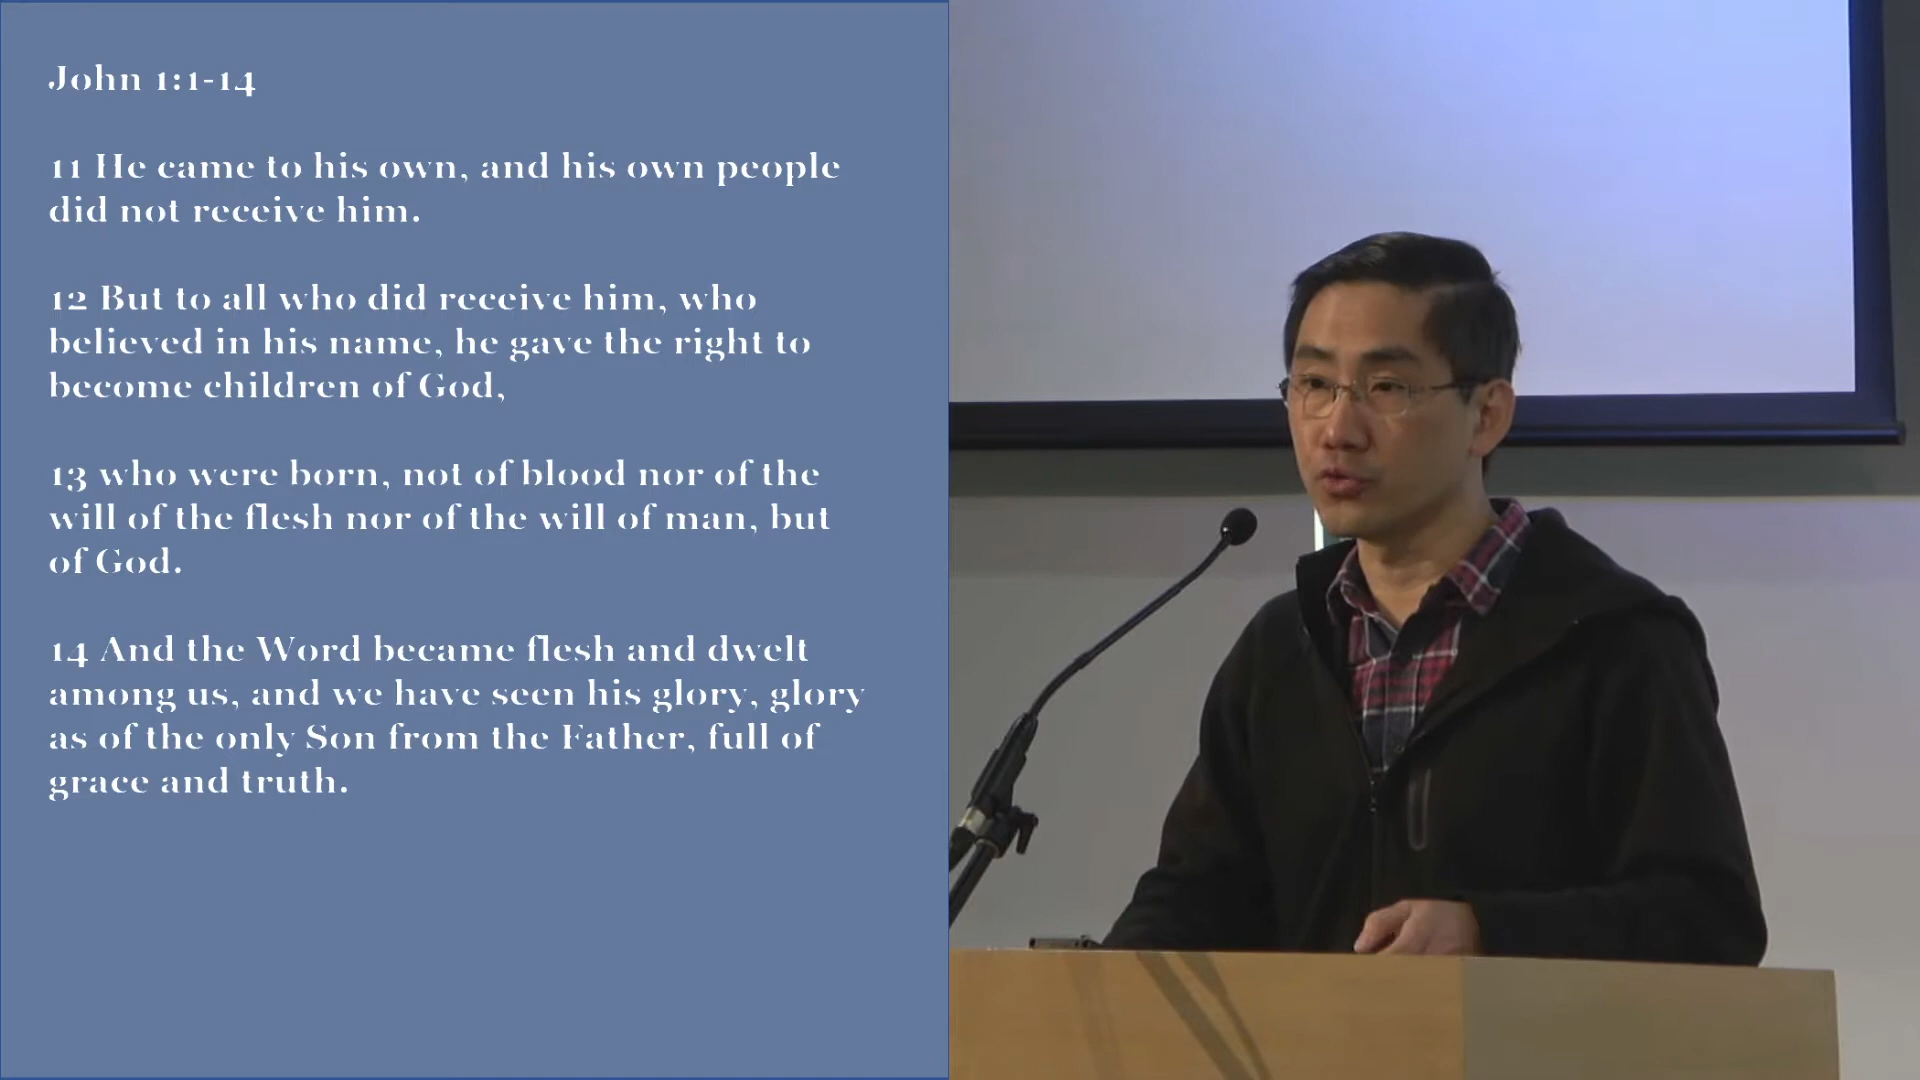 John 1:1-14
11 He came to his own, and his own people
did not receive him.
12 But to all who did receive him, who
believed in his name, he gave the right to
become children of God,
13 who were born, not of blood nor of the
will of the flesh nor of the will of man, but
of God.
14 And the Word became flesh and dwelt
among us, and we have seen his glory, glory
as of the only Son from the Father, full of
grace and truth.